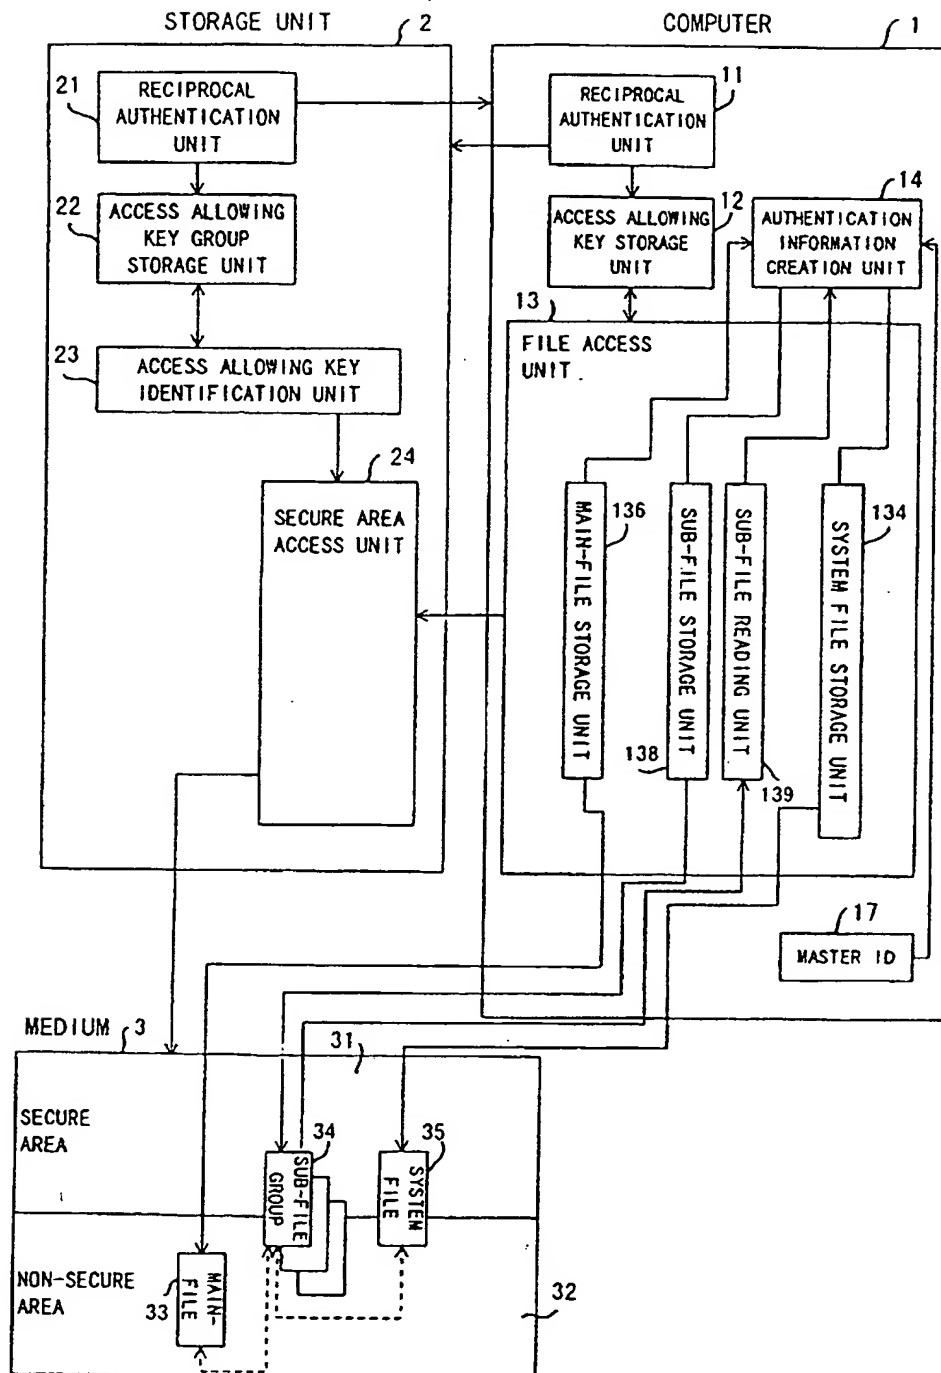 STORAGE UNIT
2
COMPUTER
1
21
RECIPROCAL
AUTHENTICATION
UNIT
11
RECIPROCAL
AUTHENTICATION
UNIT
22
ACCESS ALLOWING
KEY GROUP
STORAGE UNIT
12
ACCESS ALLOWING
KEY STORAGE
UNIT
14
AUTHENTICATION
INFORMATION
CREATION UNIT
23
ACCESS ALLOWING KEY
IDENTIFICATION UNIT
13
FILE ACCESS
UNIT
24
SECURE AREA
ACCESS UNIT
MAIN-FILE STORAGE UNIT
136
SUB-FILE STORAGE UNIT
138
SUB-FILE READING UNIT
139
SYSTEM FILE STORAGE UNIT
134
17
MASTER ID
MEDIUM 3
31
SECURE
AREA
34
SUB-FILE
GROUP
35
SYSTEM
FILE
NON-SECURE
AREA
33
MAIN-
FILE
32